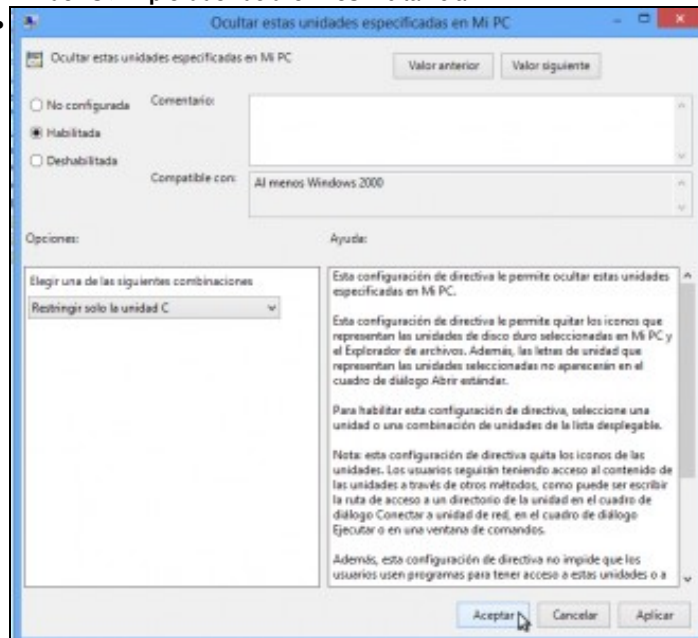 Ocultar estas unidades especificadas en Mi PC
Ocultar estas unidades especificadas en Mi PC
Valor anterior
Valor siguiente
No configurada
Comentario:
Habilitada
Deshabilitada
Compatible con:
Al menos Windows 2000
Opciones:
Ayuda:
Elegir una de las siguientes combinaciones
Restringir solo la unidad C
Esta configuración de directiva le permite ocultar estas unidades
especificadas en Mi PC.
Esta configuración de directiva le permite quitar los iconos que
representan las unidades de disco duro seleccionadas en Mi PC y
el Explorador de archivos. Además, las letras de unidad que
representan las unidades seleccionadas no aparecerán en el
cuadro de diálogo Abrir estándar.
Para habilitar esta configuración de directiva, seleccione una
unidad o una combinación de unidades de la lista desplegable.
Nota: esta configuración de directiva quita los iconos de las
unidades. Los usuarios seguirán teniendo acceso al contenido de
las unidades a través de otros métodos, como puede ser escribir
la ruta de acceso a un directorio de la unidad en el cuadro de
diálogo Conectar a unidad de red, en el cuadro de diálogo
Ejecutar o en una ventana de comandos.
Además, esta configuración de directiva no impide que los
usuarios usen programas para tener acceso a estas unidades o a
Aceptar
Cancelar
Aplicar